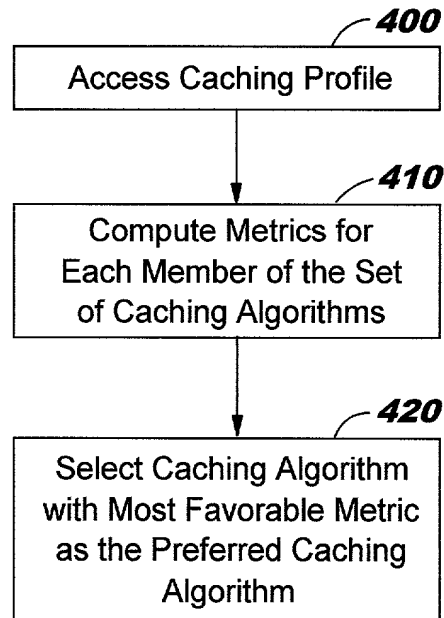 400
Access Caching Profile
410
Compute Metrics for
Each Member of the Set
of Caching Algorithms
420
Select Caching Algorithm
with Most Favorable Metric
as the Preferred Caching
Algorithm